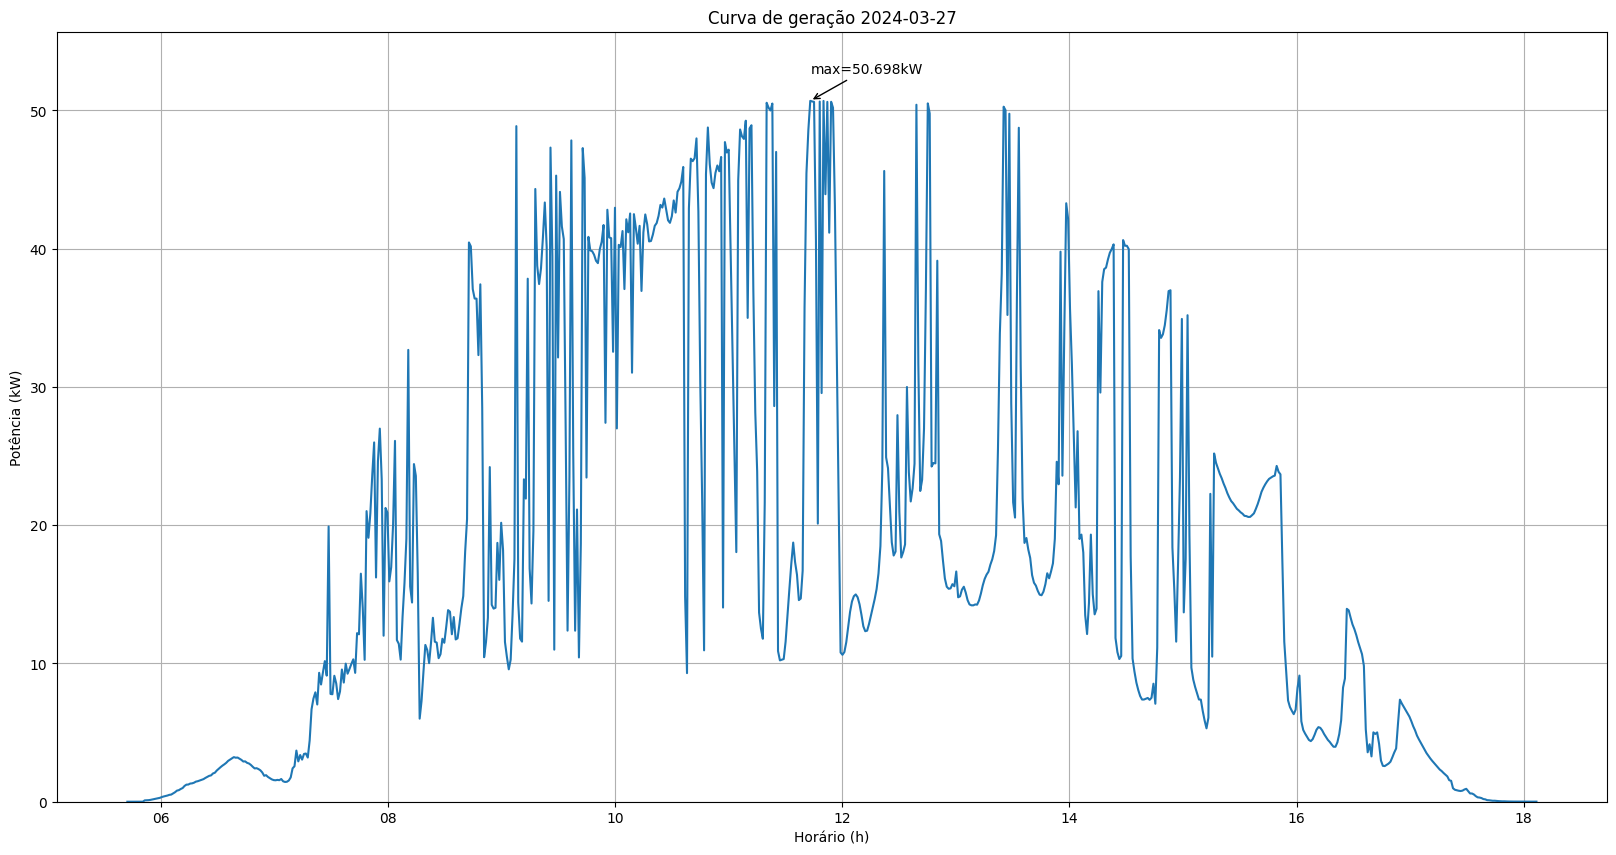 Curva de geração 2024-03-27
max=50.698kW
50
40
30
20
10
0
Potência (kW)
06 08 10 12 14 16 18
Horário (h)